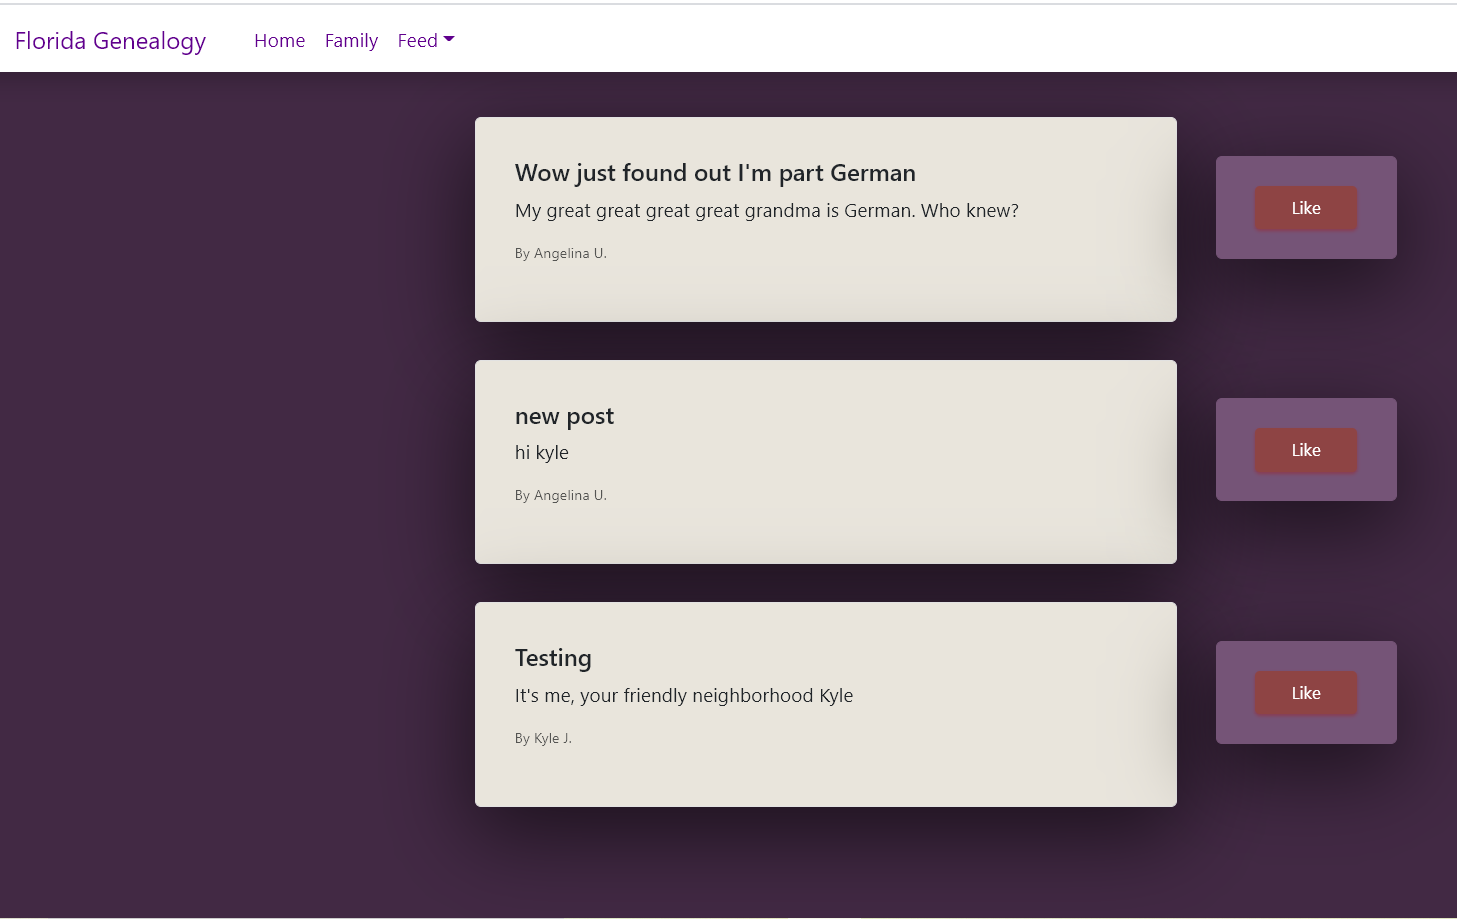 Florida Genealogy Home Family Feed
Wow just found out I'm part German
My great great great great grandma is German. Who knew?
By Angelina U.
Like
new post
hi kyle
By Angelina U.
Like
Testing
It's me, your friendly neighborhood Kyle
By Kyle J.
Like